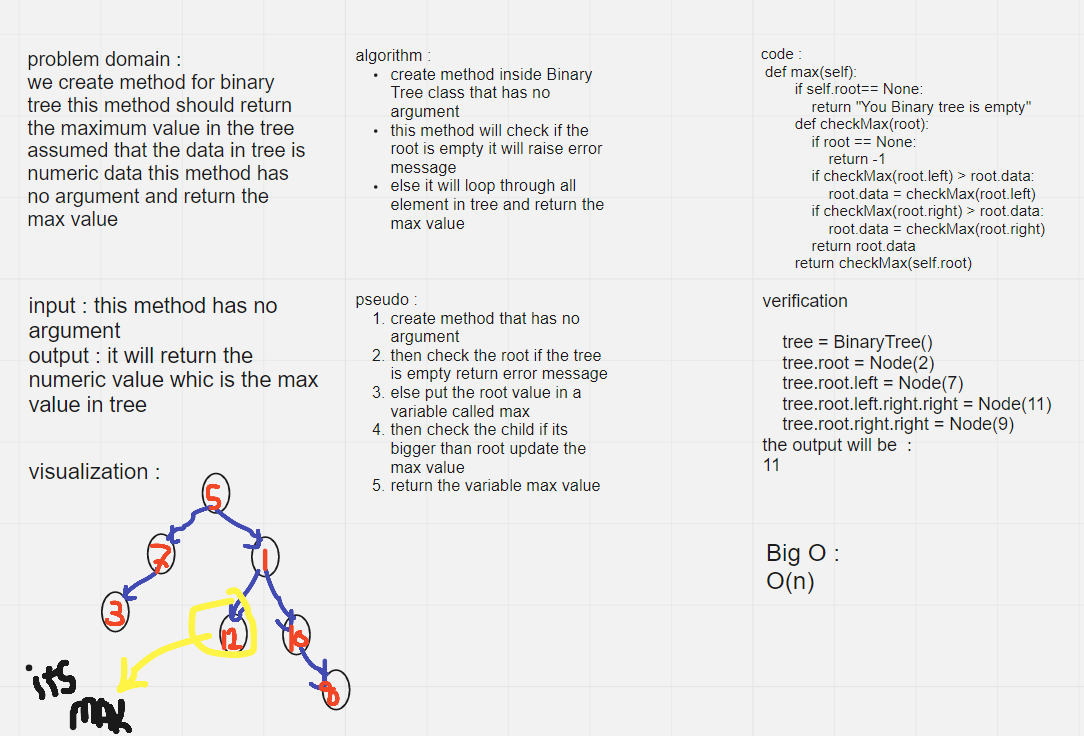 problem domain :
we create method for binary
tree this method should return
the maximum value in the tree
assumed that the data in tree is
numeric data this method has
no argument and return the
max value
algorithm :
• create method inside Binary
Tree class that has no
argument
• this method will check if the
root is empty it will raise error
message
• else it will loop through all
element in tree and return the
max value
code :
def max(self):
if self.root== None:
return "You Binary tree is empty"
def checkMax(root):
if root == None:
return -1
if checkMax(root.left) > root.data:
root.data = checkMax(root.left)
if checkMax(root.right) > root.data:
root.data = checkMax(root.right)
return root.data
return checkMax(self.root)
input : this method has no
argument
output : it will return the
numeric value whic is the max
value in tree
pseudo :
1. create method that has no
argument
2. then check the root if the tree
is empty return error message
3. else put the root value in a
variable called max
4. then check the child if its
bigger than root update the
max value
5. return the variable max value
verification
tree = BinaryTree()
tree.root = Node(2)
tree.root.left = Node(7)
tree.root.left.right.right = Node(11)
tree.root.right.right = Node(9)
the output will be :
11
visualization :
5
7
1
3
12
10
its
MAX
Big O :
O(n)